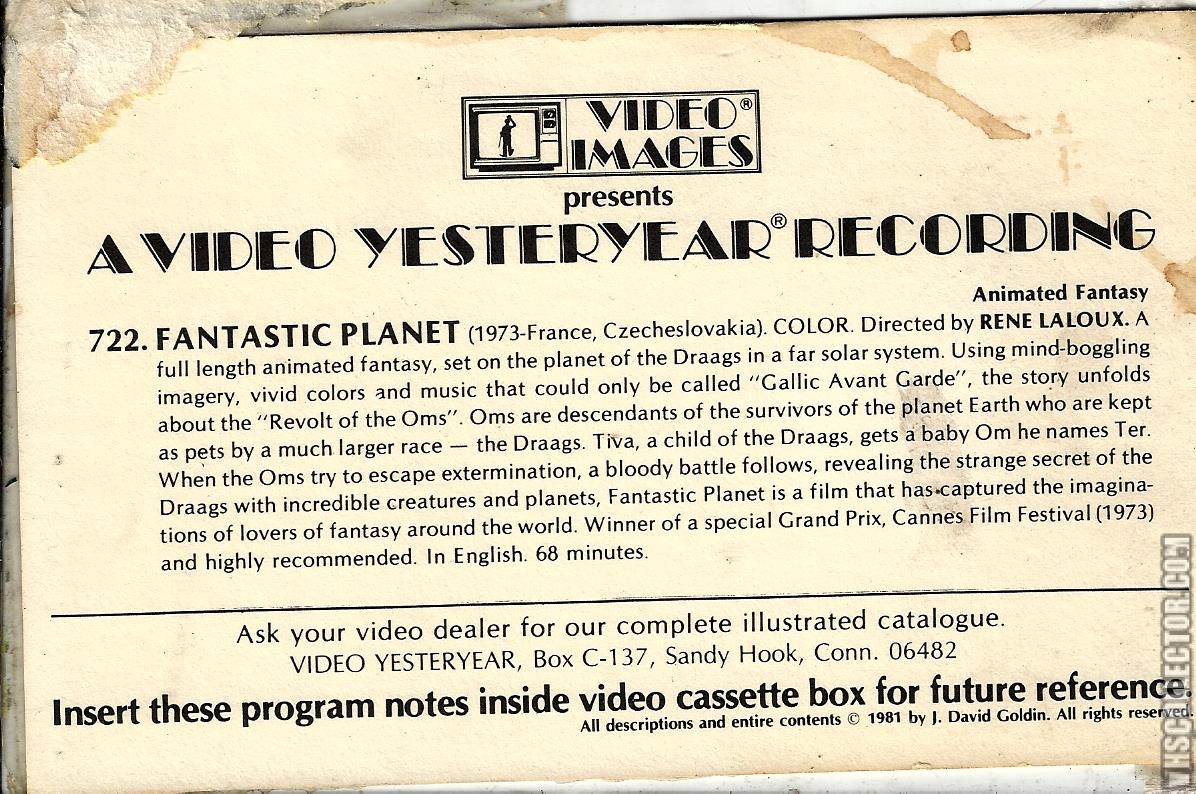 VIDEO®
IMAGES
presents
A VIDEO YESTERYEAR® RECORDING
Animated Fantasy
722. FANTASTIC PLANET (1973-France, Czecheslovakia). COLOR. Directed by RENE LALOUX. A
full length animated fantasy, set on the planet of the Draags in a far solar system. Using mind-boggling
imagery, vivid colors and music that could only be called "Gallic Avant Garde", the story unfolds
about the "Revolt of the Oms". Oms are descendants of the survivors of the planet Earth who are kept
as pets by a much larger race — the Draags. Tiva, a child of the Draags, gets a baby Om he names Ter.
When the Oms try to escape extermination, a bloody battle follows, revealing the strange secret of the
Draags with incredible creatures and planets, Fantastic Planet is a film that has captured the imagina-
tions of lovers of fantasy around the world. Winner of a special Grand Prix, Cannes Film Festival (1973)
and highly recommended. In English. 68 minutes.
Ask your video dealer for our complete illustrated catalogue.
VIDEO YESTERYEAR, Box C-137, Sandy Hook, Conn. 06482
Insert these program notes inside video cassette box for future reference.
All descriptions and entire contents © 1981 by J. David Goldin. All rights reserved.
VHSCOLLECTOR.COM